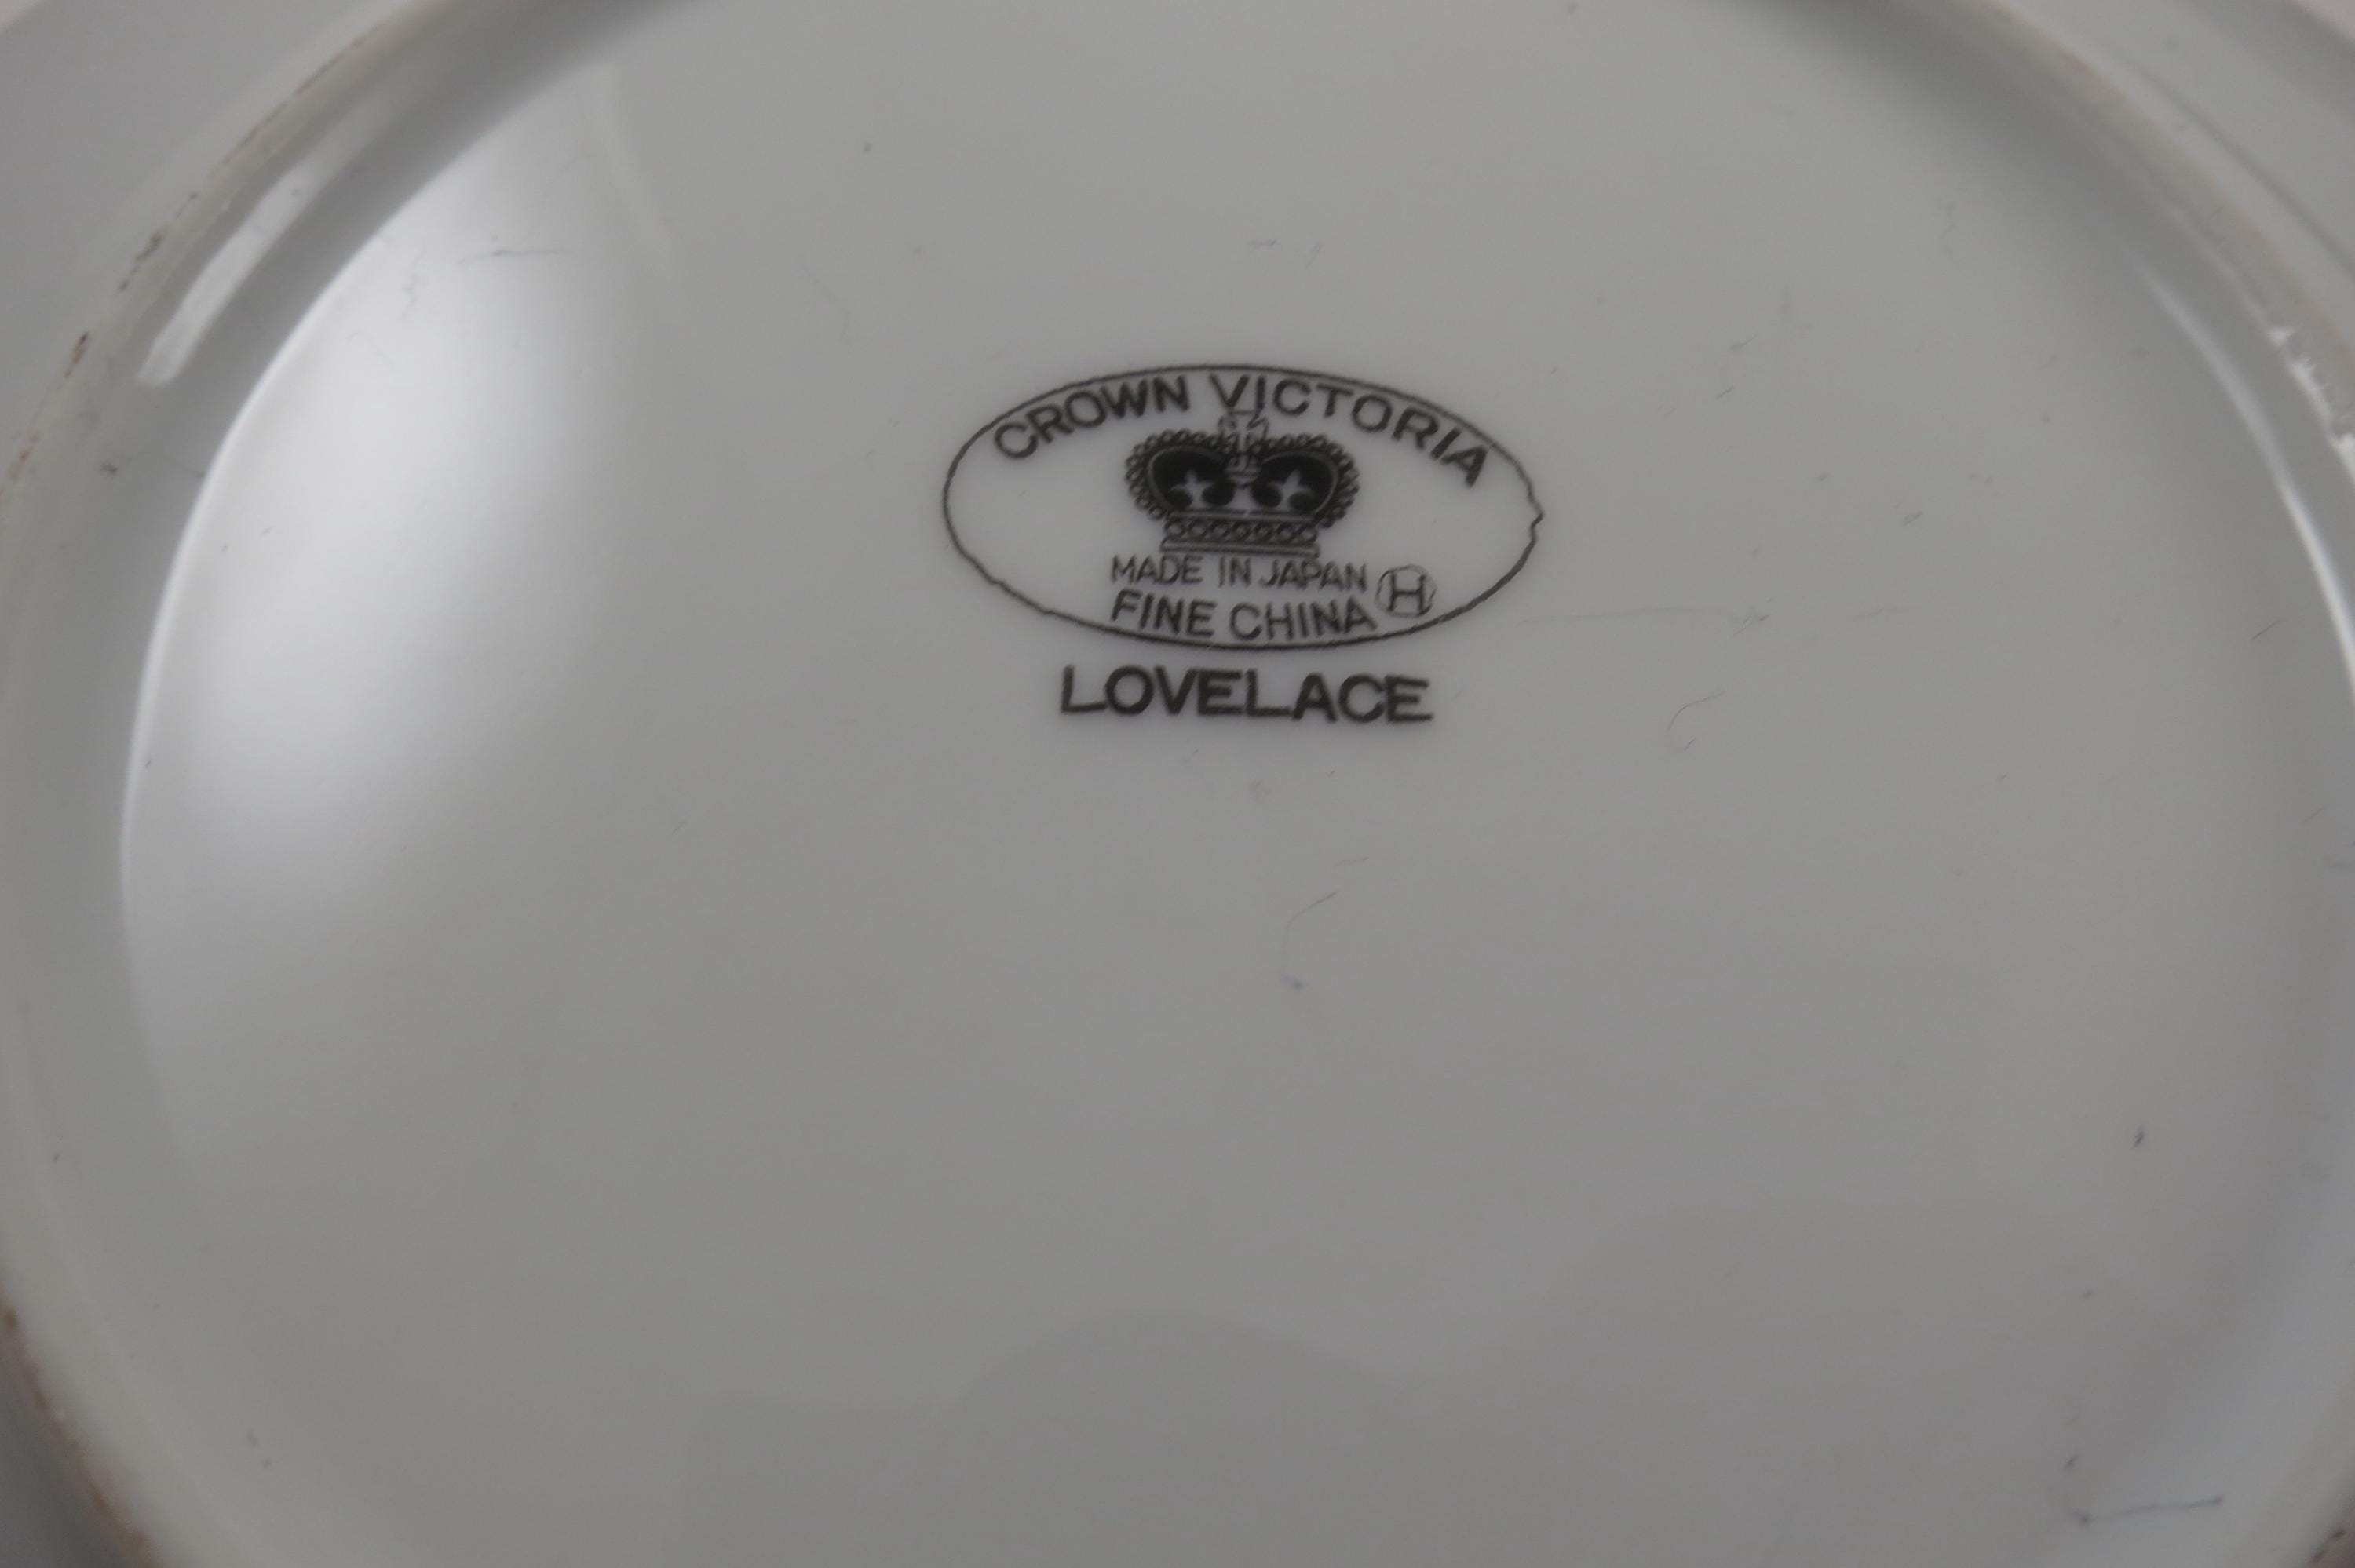 CROWN VICTORIA
MADE IN JAPAN
H
FINE CHINA
LOVELACE